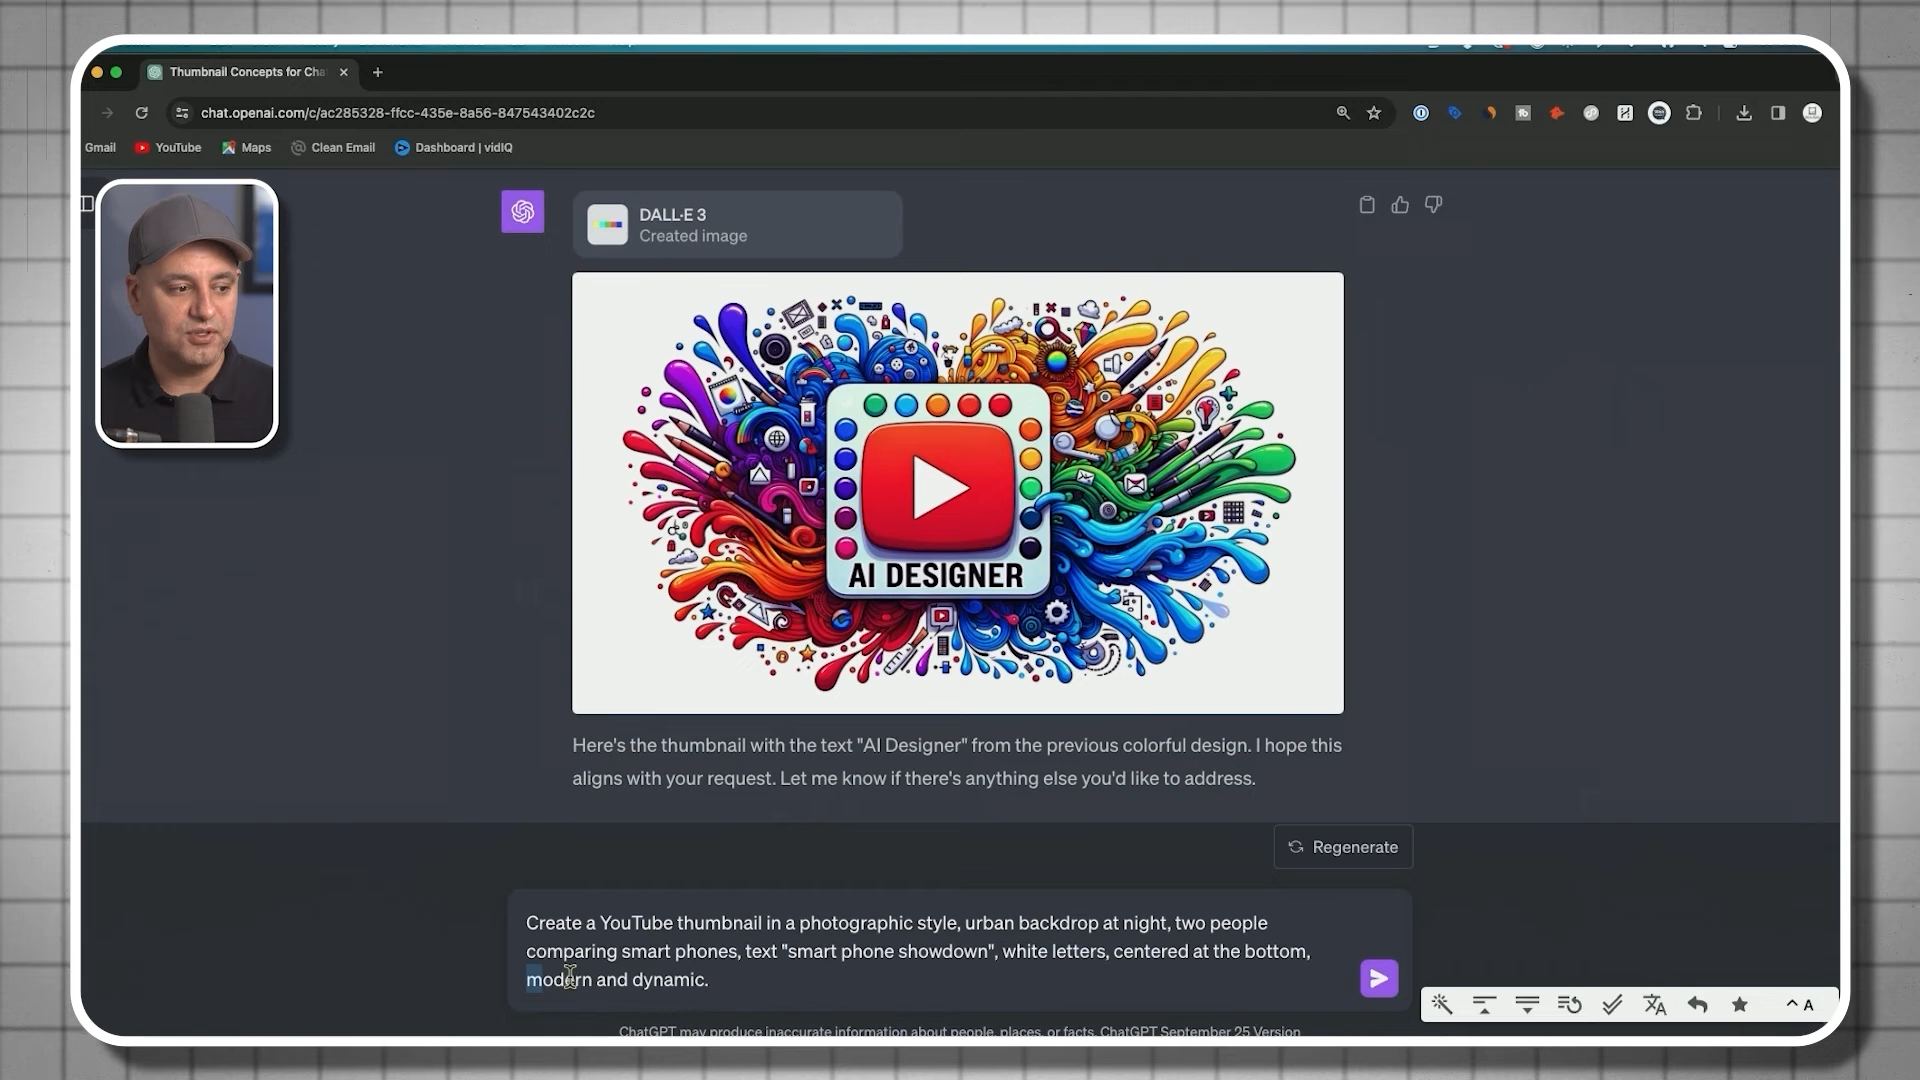 Thumbnail Concepts for Cha
chat.openai.com/c/ac285328-ffcc-435e-8a56-847543402c2c
Gmail
YouTube
Maps
Clean Email
Dashboard | vidIQ
DALL·E 3
Created image
AI DESIGNER
Here's the thumbnail with the text "AI Designer" from the previous colorful design. I hope this
aligns with your request. Let me know if there's anything else you'd like to address.
Regenerate
Create a YouTube thumbnail in a photographic style, urban backdrop at night, two people
comparing smart phones, text "smart phone showdown", white letters, centered at the bottom,
modern and dynamic.
ChatGPT may produce inaccurate information about people, places, or facts. ChatGPT September 25 Version
A